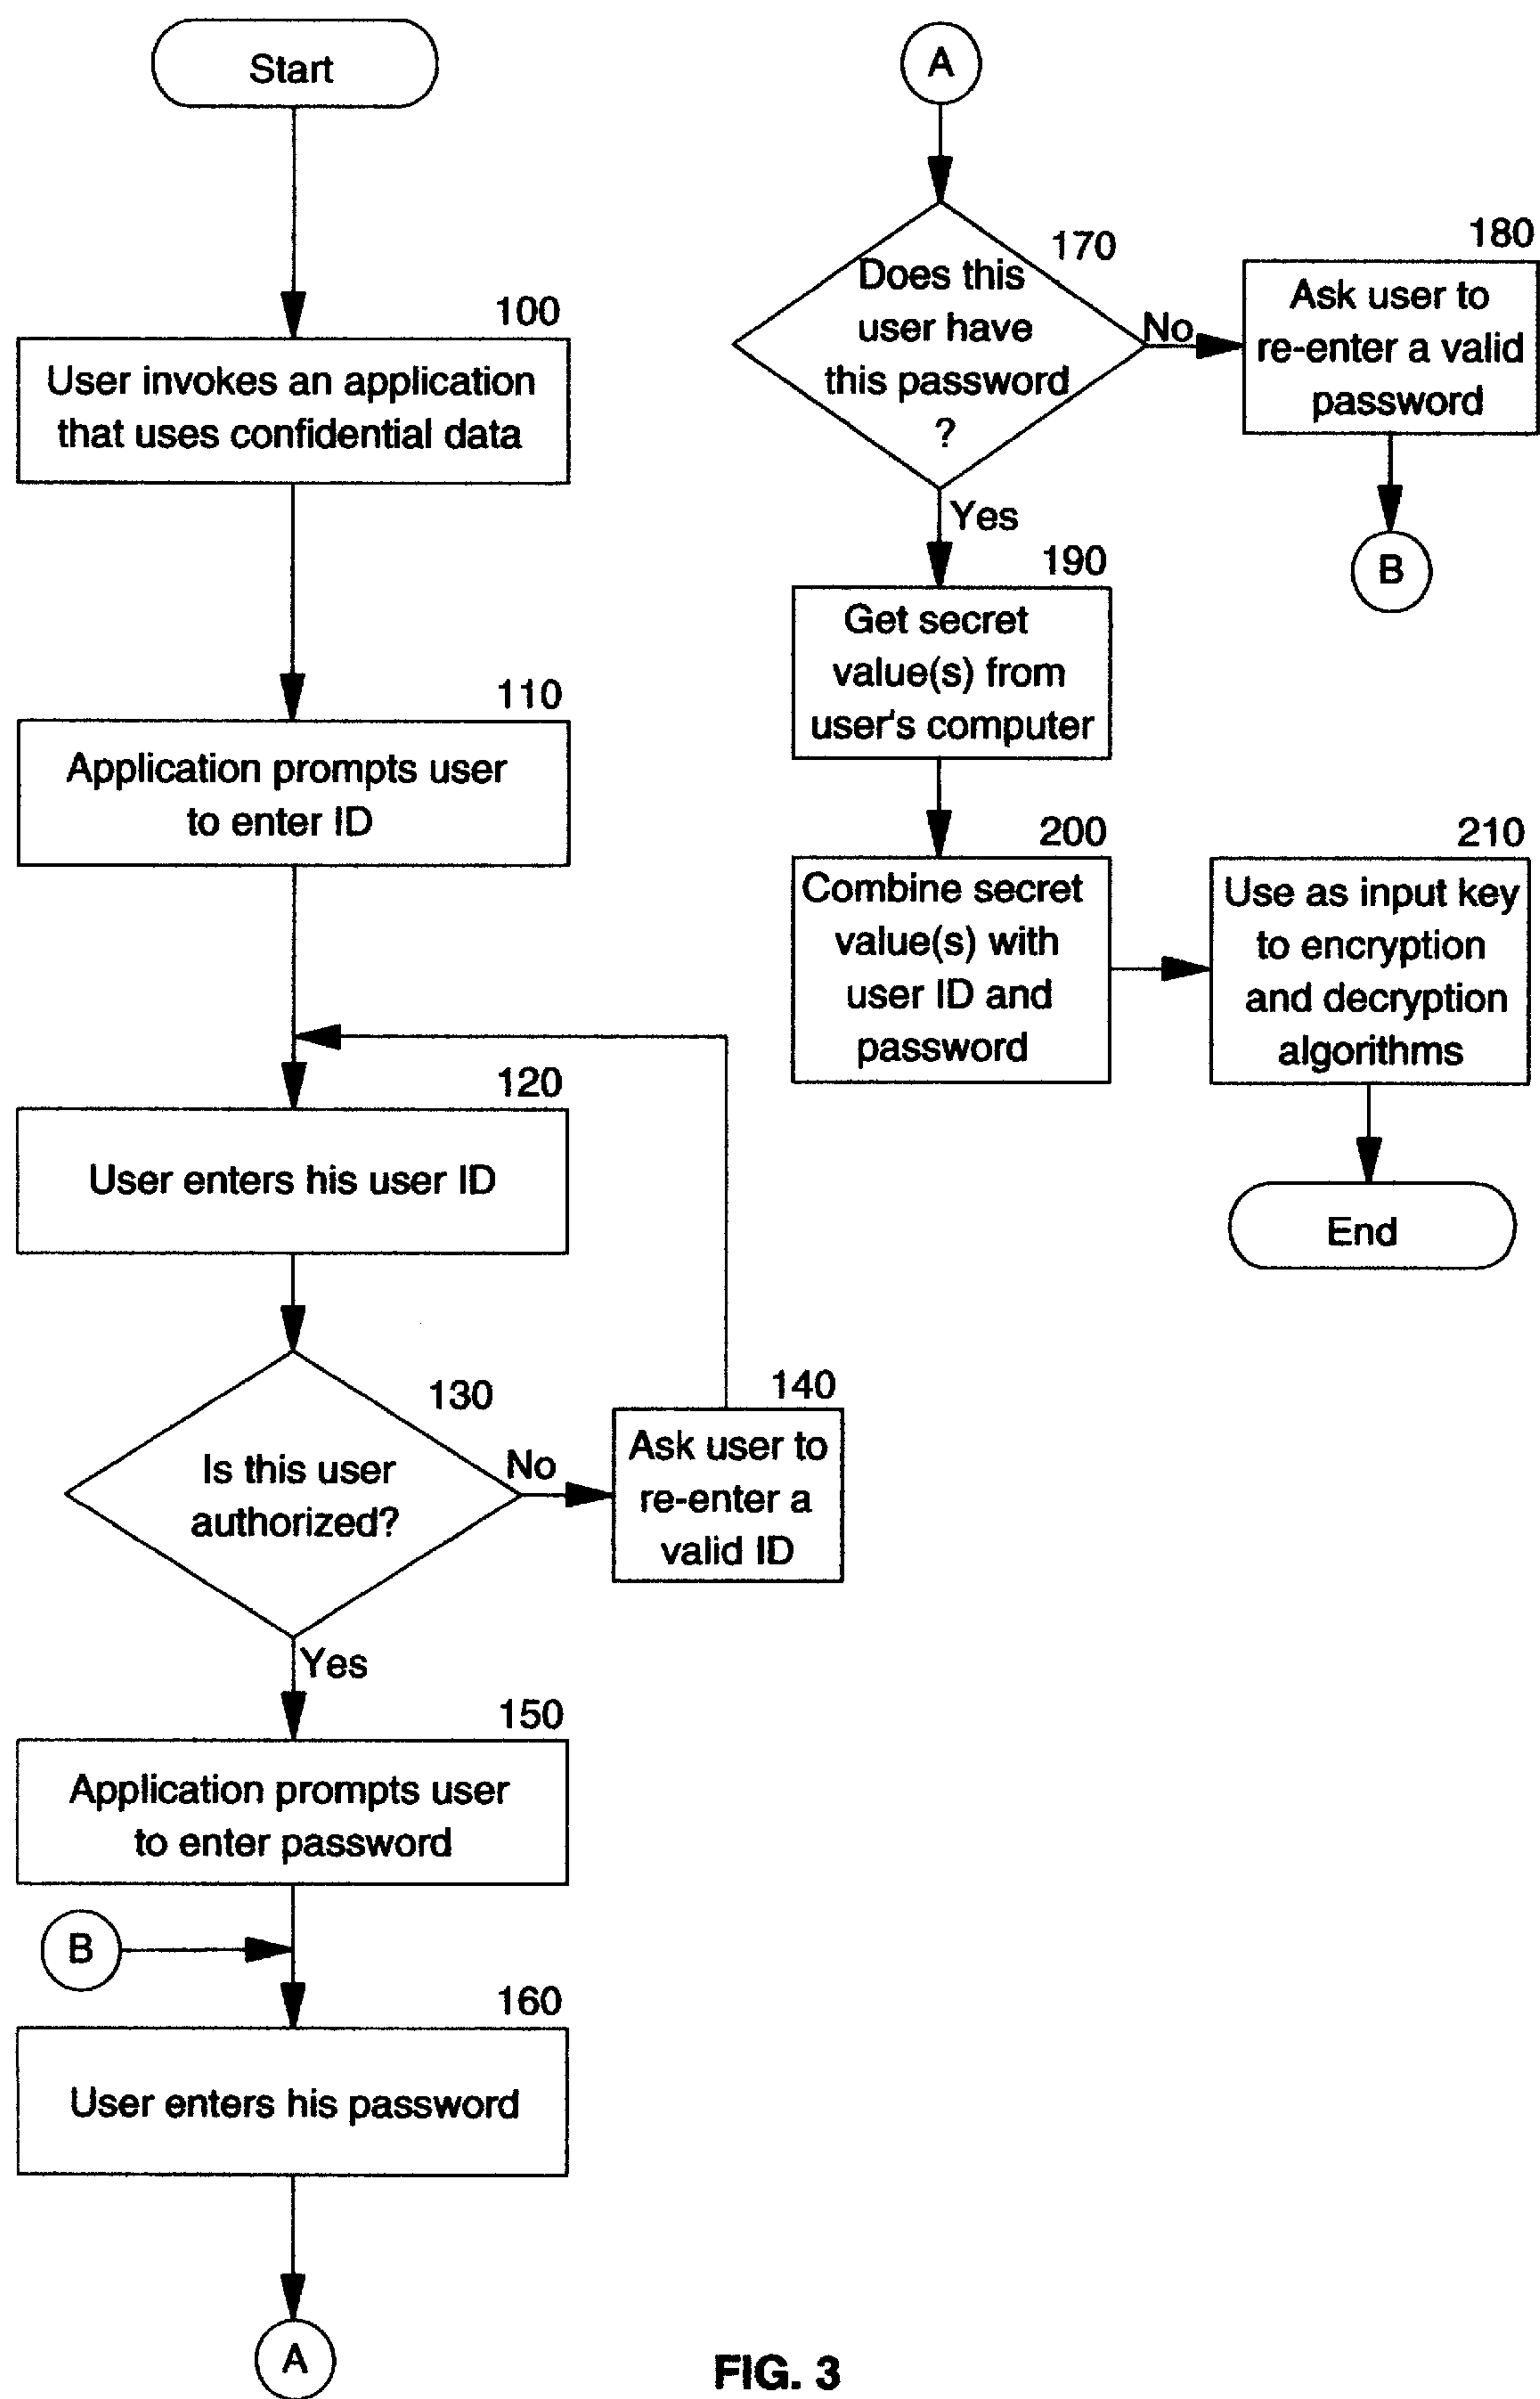 Start
100
User invokes an application
that uses confidential data
110
Application prompts user
to enter ID
120
User enters his user ID
130
Is this user
authorized?
No
140
Ask user to
re-enter a
valid ID
Yes
150
Application prompts user
to enter password
B
160
User enters his password
A
A
170
Does this
user have
this password
?
No
180
Ask user to
re-enter a valid
password
B
Yes
190
Get secret
value(s) from
user's computer
200
Combine secret
value(s) with
user ID and
password
210
Use as input key
to encryption
and decryption
algorithms
End
FIG. 3